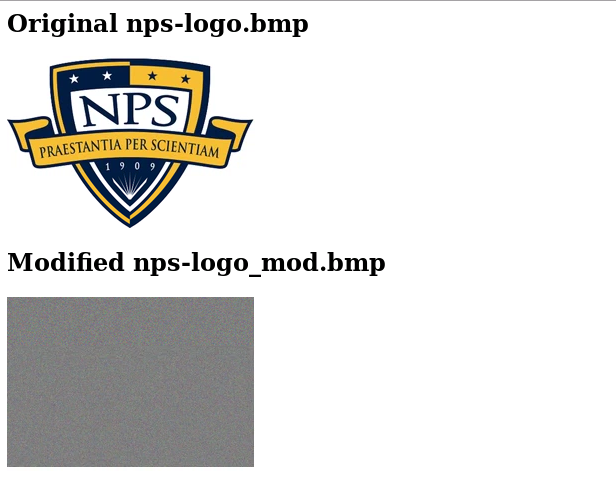 Original nps-logo.bmp
NPS
PRAESTANTIA PER SCIENTIAM
1909
Modified nps-logo_mod.bmp